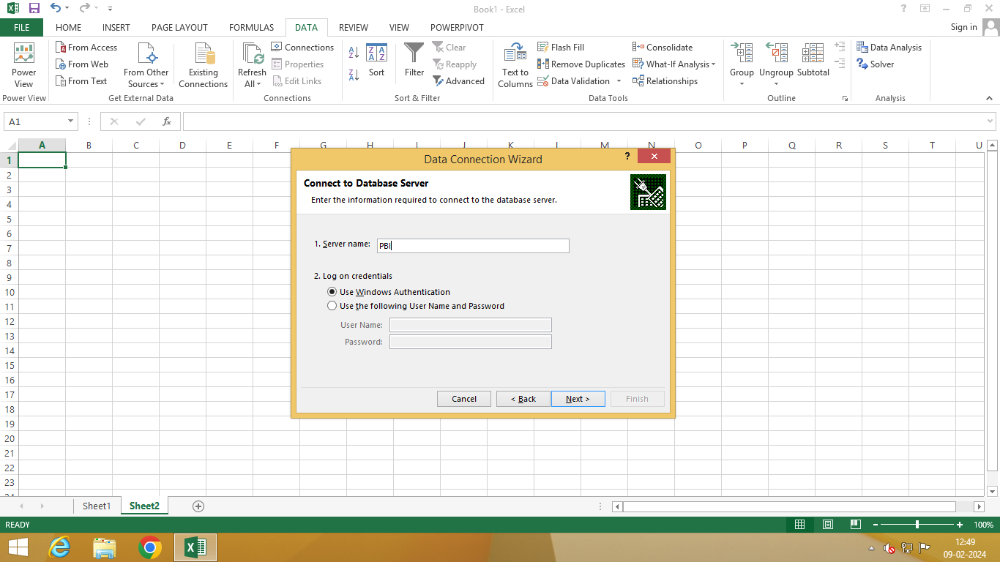 Book1 - Excel
FILE HOME INSERT PAGE LAYOUT FORMULAS DATA REVIEW VIEW POWERPIVOT Sign in
Power View
From Access
From Web
From Text
From Other Sources
Existing Connections
Get External Data
Refresh All
Connections
Properties
Edit Links
Connections
Sort
Filter
Clear
Reapply
Advanced
Sort & Filter
Text to Columns
Flash Fill
Remove Duplicates
Data Validation
Consolidate
What-If Analysis
Relationships
Data Tools
Group
Ungroup
Subtotal
Outline
Data Analysis
Solver
Analysis
Power View
A1
fx
A B C D E F G H I J K L M N O P Q R S T U
1
2
3
4
5
6
7
8
9
10
11
12
13
14
15
16
17
18
19
20
21
22
23
24
Data Connection Wizard
?
Connect to Database Server
Enter the information required to connect to the database server.
1. Server name: PBI
2. Log on credentials
Use Windows Authentication
Use the following User Name and Password
User Name:
Password:
Cancel
< Back
Next >
Finish
Sheet1 Sheet2
READY
100%
12:49
09-02-2024